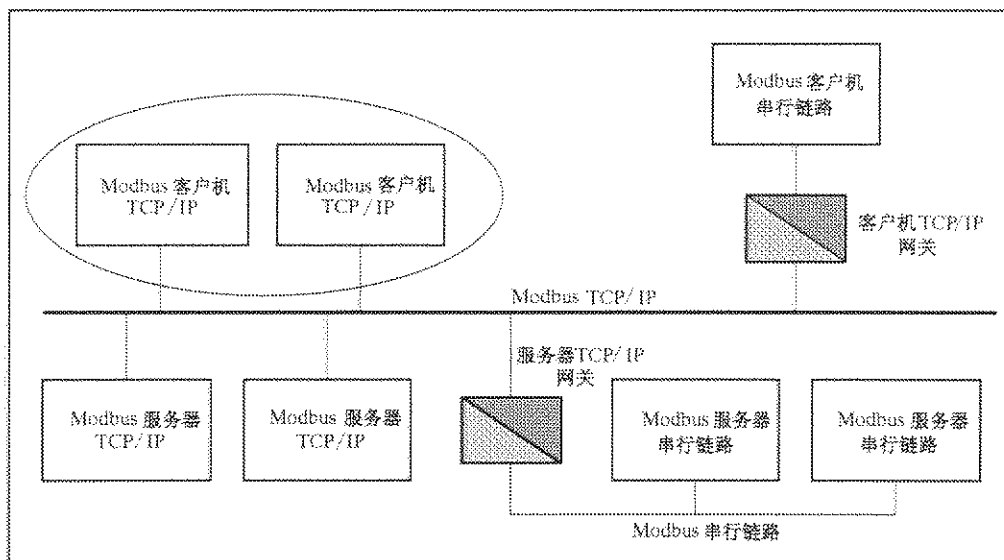 Modbus 客户机
串行链路
Modbus 客户机
TCP/IP
Modbus 客户机
TCP/IP
客户机TCP/IP
网关
Modbus TCP/IP
服务器TCP/IP
网关
Modbus 服务器
TCP/IP
Modbus 服务器
TCP/IP
Modbus 服务器
串行链路
Modbus 服务器
串行链路
Modbus 串行链路